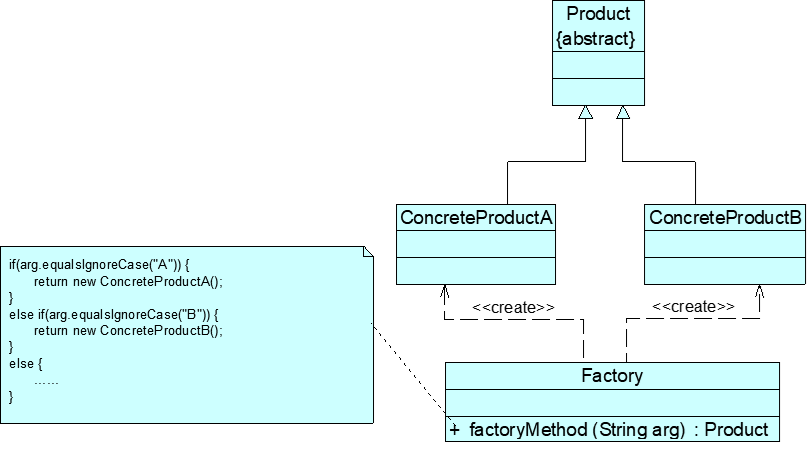 Product
{abstract}
ConcreteProductA
ConcreteProductB
if(arg.equalsIgnoreCase("A")) {
return new ConcreteProductA();
}
else if(arg.equalsIgnoreCase("B")) {
return new ConcreteProductB();
}
else {
......
}
<<create>>
<<create>>
Factory
+ factoryMethod (String arg) : Product